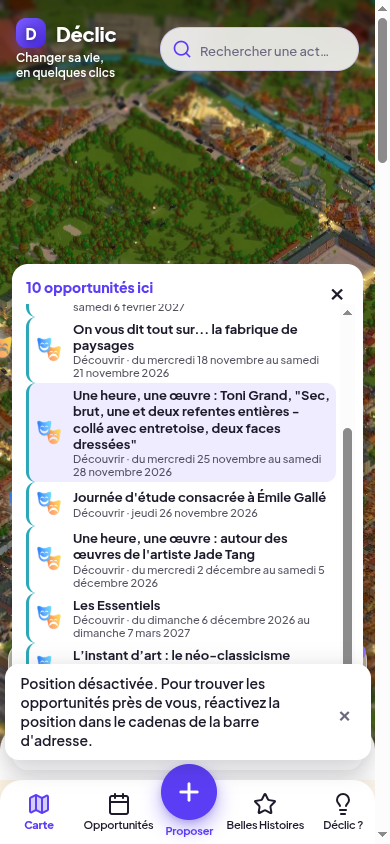 D Déclic
Changer sa vie,
en quelques clics
Rechercher une act…
10 opportunités ici
samedi 6 février 2027
On vous dit tout sur... la fabrique de
paysages
Découvrir · du mercredi 18 novembre au samedi
21 novembre 2026
Une heure, une œuvre : Toni Grand, "Sec,
brut, une et deux refentes entières -
collé avec entretoise, deux faces
dressées"
Découvrir · du mercredi 25 novembre au samedi
28 novembre 2026
Journée d'étude consacrée à Émile Gallé
Découvrir · jeudi 26 novembre 2026
Une heure, une œuvre : autour des
œuvres de l'artiste Jade Tang
Découvrir · du mercredi 2 décembre au samedi 5
décembre 2026
Les Essentiels
Découvrir · du dimanche 6 décembre 2026 au
dimanche 7 mars 2027
L'instant d'art : le néo-classicisme
Position désactivée. Pour trouver les
opportunités près de vous, réactivez la
position dans le cadenas de la barre
d'adresse.
Carte
Opportunités
Proposer
Belles Histoires
Déclic ?